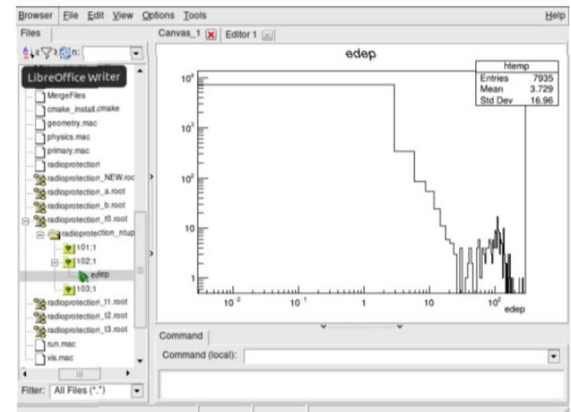 Browser File Edit View Options Tools Help
Files
Canvas_1 Editor 1
LibreOffice Writer
MergeFiles
cmake_install.cmake
geometry.mac
physics.mac
primary.mac
radioprotection
radioprotection_NEW.roo
radioprotection_a.root
radioprotection_b.root
radioprotection_t0.root
radioprotection_ntup
101;1
102;1
edep
103;1
radioprotection_t1.root
radioprotection_t2.root
radioprotection_t3.root
run.mac
vis.mac
Filter: All Files (*.*)
edep
htemp
Entries 7935
Mean 3.729
Std Dev 16.96
10⁴
10³
10²
10
1
10⁻² 10⁻¹ 1 10 10²
edep
Command
Command (local):